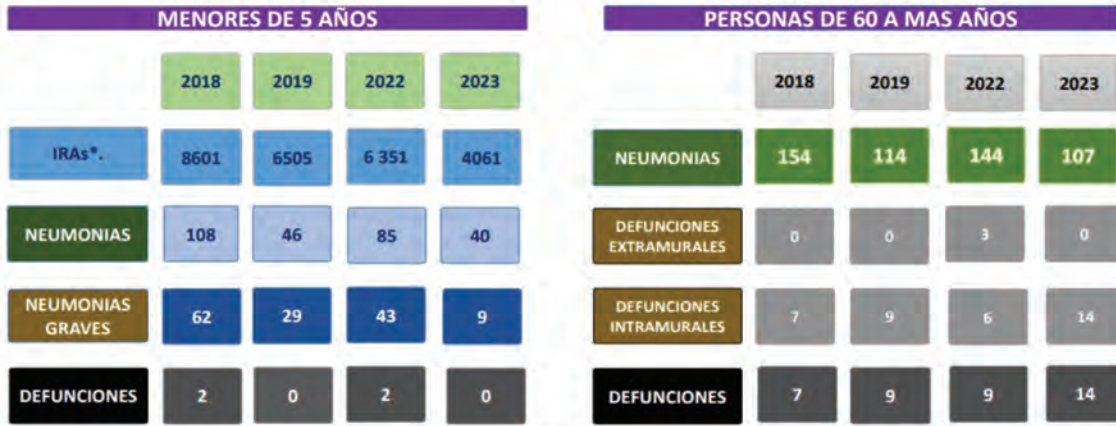 MENORES DE 5 AÑOS
2018 2019 2022 2023
IRAs*. 8601 6505 6 351 4061
NEUMONIAS 108 46 85 40
NEUMONIAS
GRAVES 62 29 43 9
DEFUNCIONES 2 0 2 0
PERSONAS DE 60 A MAS AÑOS
2018 2019 2022 2023
NEUMONIAS 154 114 144 107
DEFUNCIONES
EXTRAMURALES 0 0 3 0
DEFUNCIONES
INTRAMURALES 7 9 6 14
DEFUNCIONES 7 9 9 14